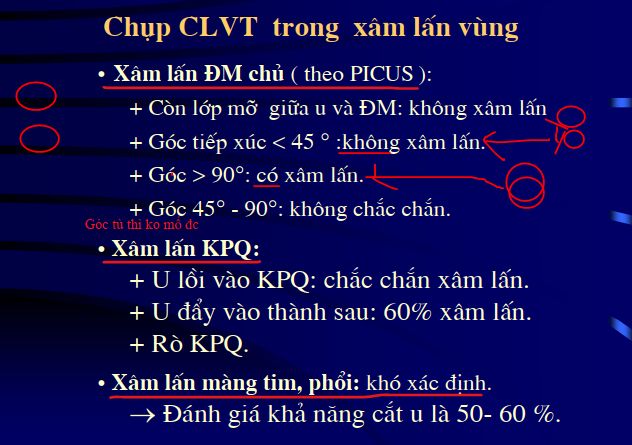 Chụp CLVT trong xâm lấn vùng
• Xâm lấn ĐM chủ ( theo PICUS ):
+ Còn lớp mỡ giữa u và ĐM: không xâm lấn
+ Góc tiếp xúc < 45 ° :không xâm lấn.
+ Góc > 90°: có xâm lấn.
+ Góc 45° - 90°: không chắc chắn.
Góc tù thì ko mổ đc
• Xâm lấn KPQ:
+ U lồi vào KPQ: chắc chắn xâm lấn.
+ U đẩy vào thành sau: 60% xâm lấn.
+ Rò KPQ.
• Xâm lấn màng tim, phổi: khó xác định.
→ Đánh giá khả năng cắt u là 50- 60 %.